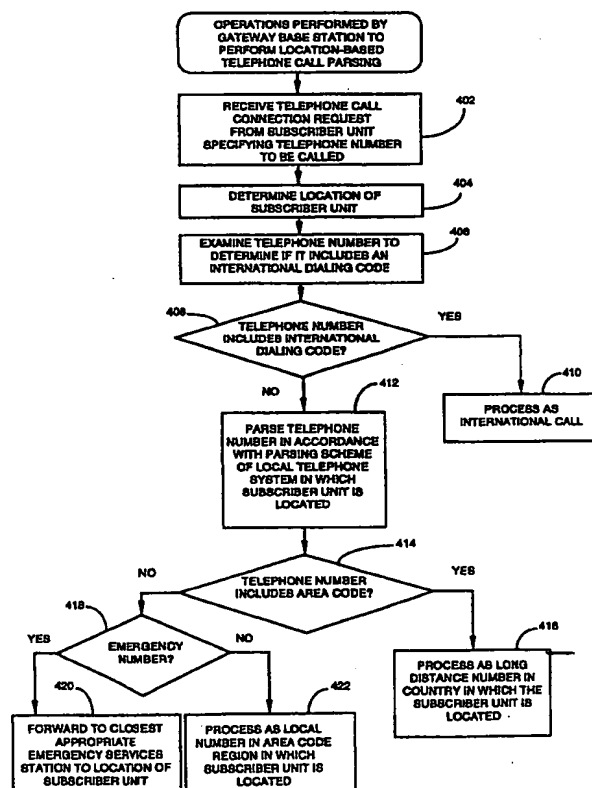 OPERATIONS PERFORMED BY
GATEWAY BASE STATION TO
PERFORM LOCATION-BASED
TELEPHONE CALL PARSING
RECEIVE TELEPHONE CALL
CONNECTION REQUEST
FROM SUBSCRIBER UNIT
SPECIFYING TELEPHONE NUMBER
TO BE CALLED
402
DETERMINE LOCATION OF
SUBSCRIBER UNIT
404
EXAMINE TELEPHONE NUMBER TO
DETERMINE IF IT INCLUDES AN
INTERNATIONAL DIALING CODE
406
408
TELEPHONE NUMBER
INCLUDES INTERNATIONAL
DIALING CODE?
YES
NO
410
PROCESS AS
INTERNATIONAL CALL
412
PARSE TELEPHONE
NUMBER IN ACCORDANCE
WITH PARSING SCHEME
OF LOCAL TELEPHONE
SYSTEM IN WHICH
SUBSCRIBER UNIT IS
LOCATED
414
TELEPHONE NUMBER
INCLUDES AREA CODE?
NO
YES
418
EMERGENCY
NUMBER?
YES
NO
416
PROCESS AS LONG
DISTANCE NUMBER IN
COUNTRY IN WHICH THE
SUBSCRIBER UNIT IS
LOCATED
420
FORWARD TO CLOSEST
APPROPRIATE
EMERGENCY SERVICES
STATION TO LOCATION OF
SUBSCRIBER UNIT
422
PROCESS AS LOCAL
NUMBER IN AREA CODE
REGION IN WHICH
SUBSCRIBER UNIT IS
LOCATED